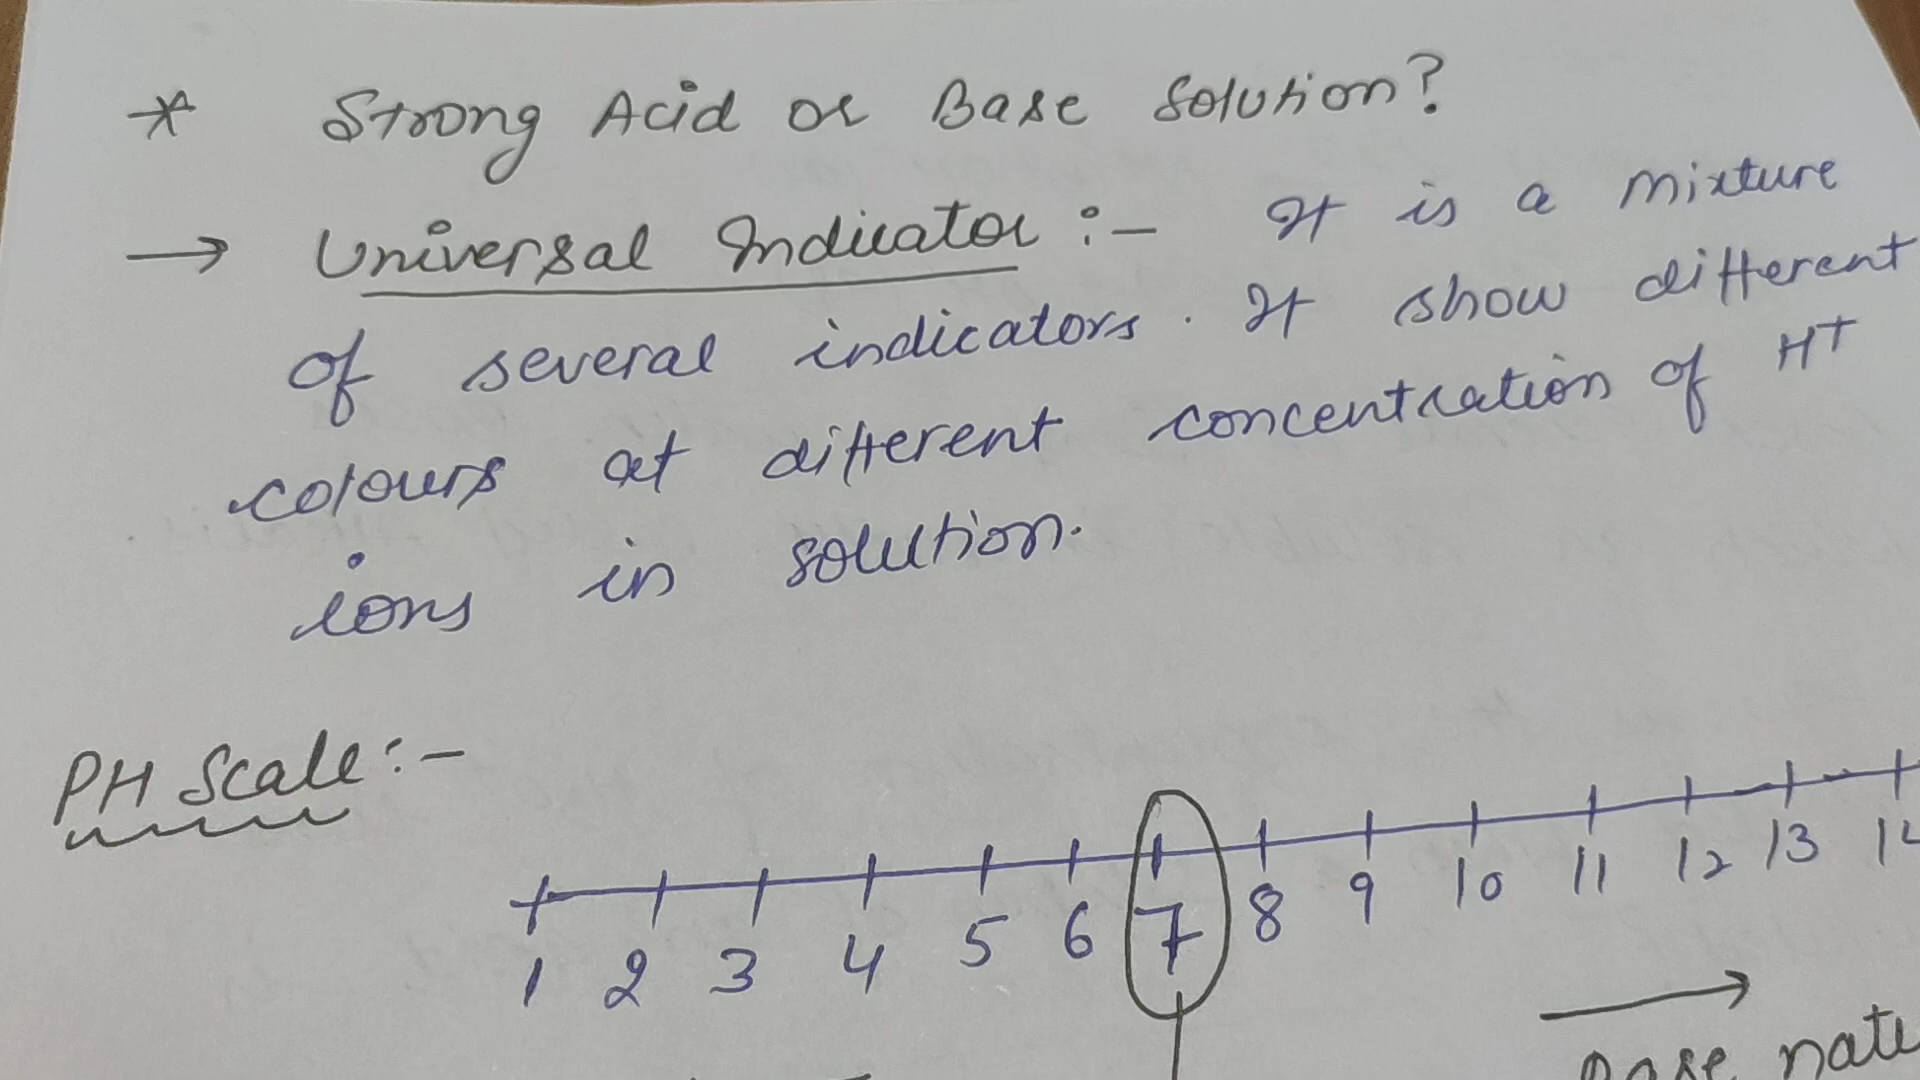 * Strong Acid or Base Solution?
→ Universal Indicator :- It is a mixture
of several indicators. It show different
colours at different concentration of H+
ions in solution.
PH Scale :-
1 2 3 4 5 6 7 8 9 10 11 12 13 14
→
Base